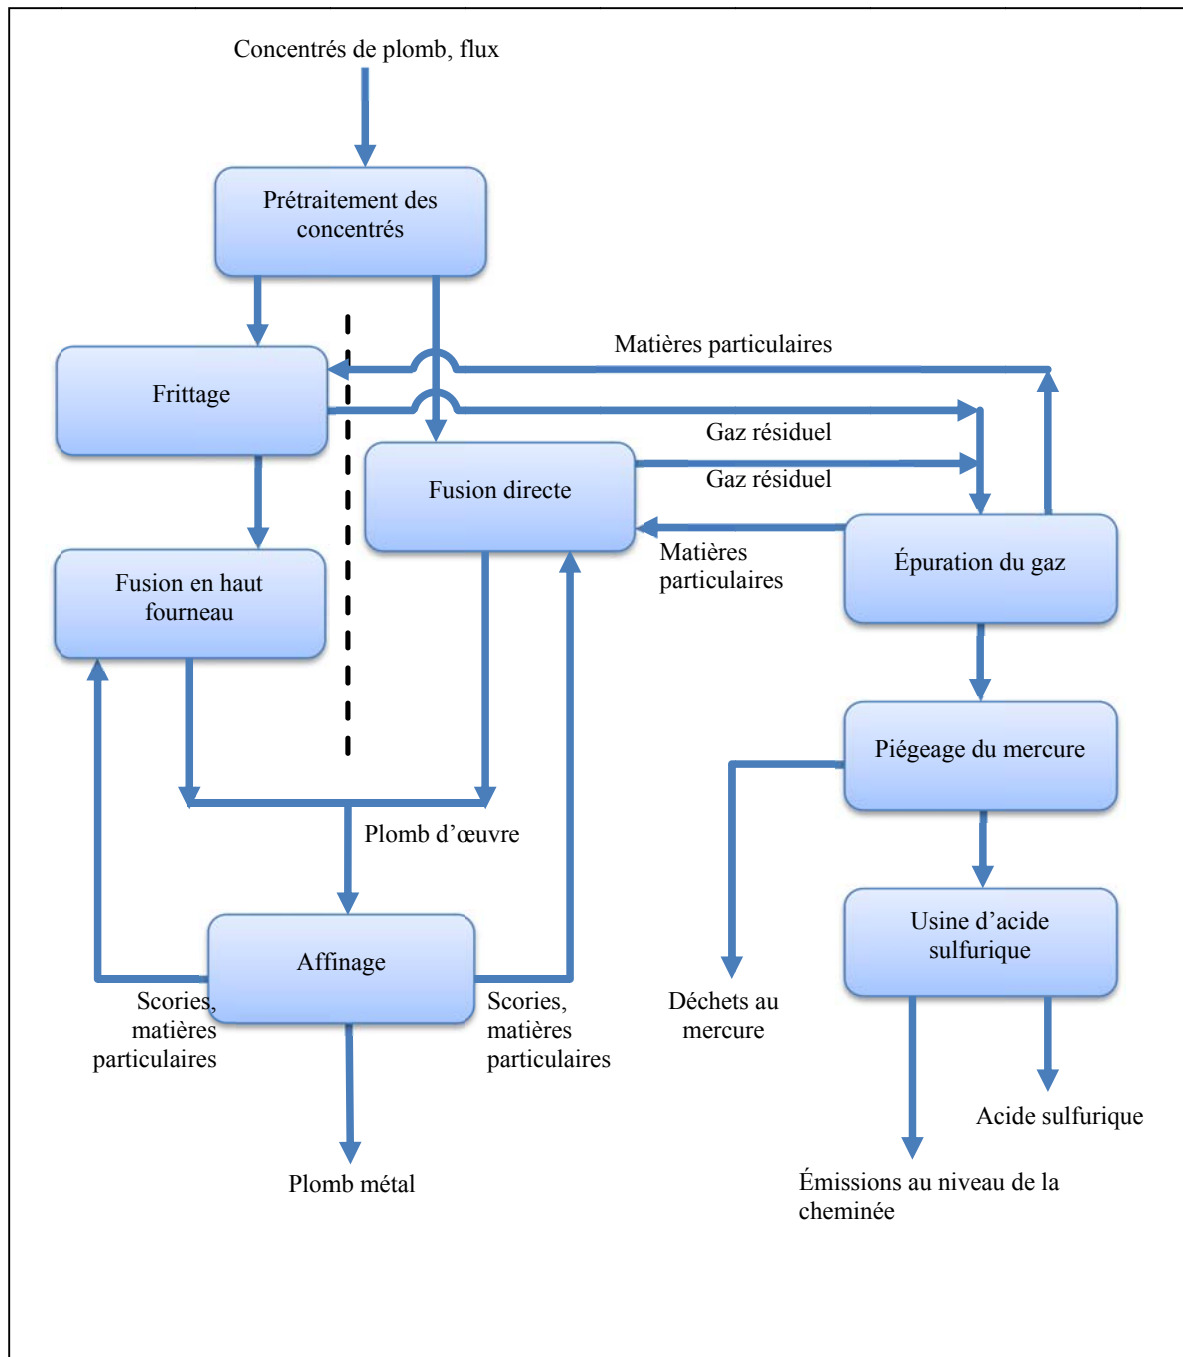 Concentrés de plomb, flux
Prétraitement des
concentrés
Matières particulaires
Frittage
Gaz résiduel
Gaz résiduel
Fusion directe
Matières
particulaires
Épuration du gaz
Fusion en haut
fourneau
Piégeage du mercure
Plomb d’œuvre
Usine d’acide
sulfurique
Affinage
Scories,
matières
particulaires
Scories,
matières
particulaires
Déchets au
mercure
Acide sulfurique
Plomb métal
Émissions au niveau de la
cheminée